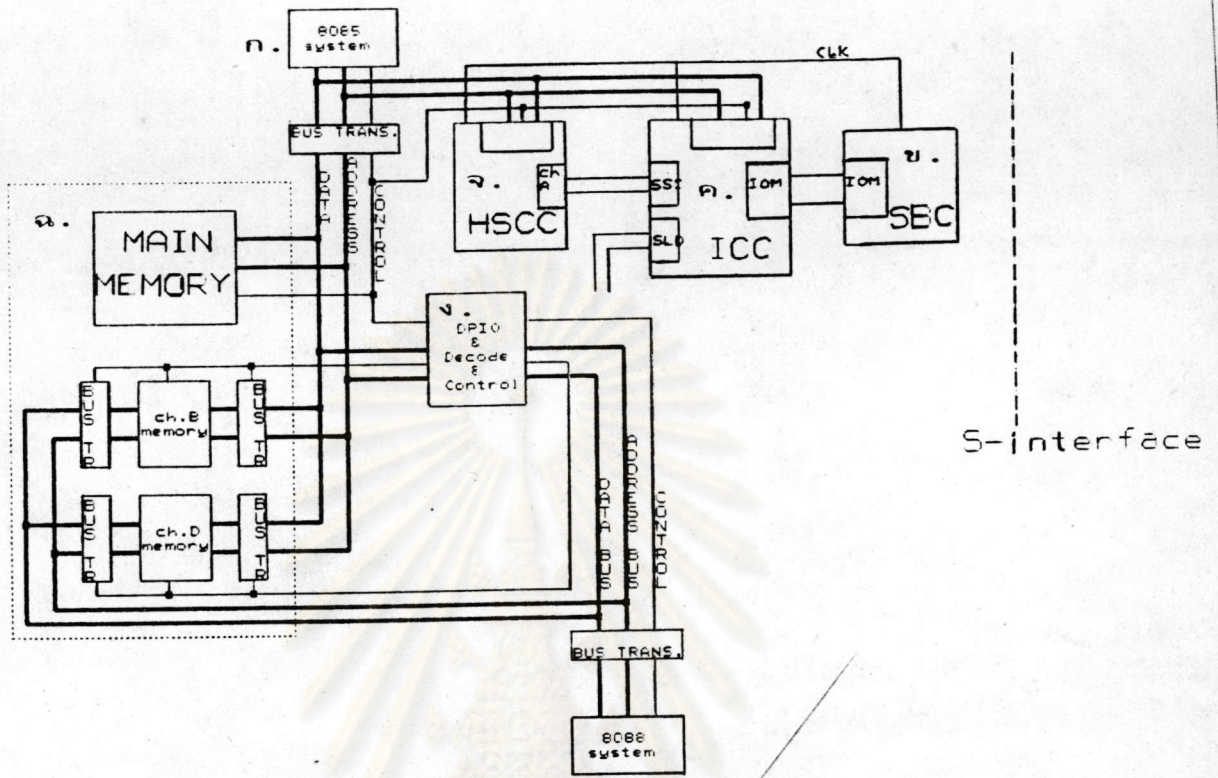 8085
system
ก.
CLK
BUS TRANS.
DATA
ADDRESS
CONTROL
จ.
HSCC
SSI
SLD
ค.
IOM
ICC
IOM
ข.
SBC
ฉ.
MAIN
MEMORY
ง.
DPIO
&
Decode
&
Control
BUS TR
ch.B
memory
BUS TR
BUS TR
ch.D
memory
BUS TR
S-interface
DATA BUS
ADDRESS BUS
CONTROL
BUS TRANS.
8088
system